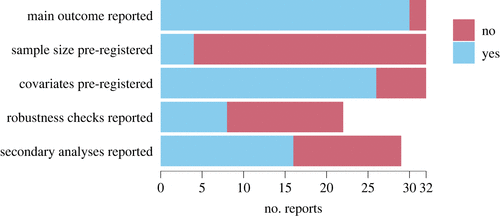 main outcome reported
sample size pre-registered
covariates pre-registered
robustness checks reported
secondary analyses reported
0 5 10 15 20 25 30 32
no. reports
no
yes